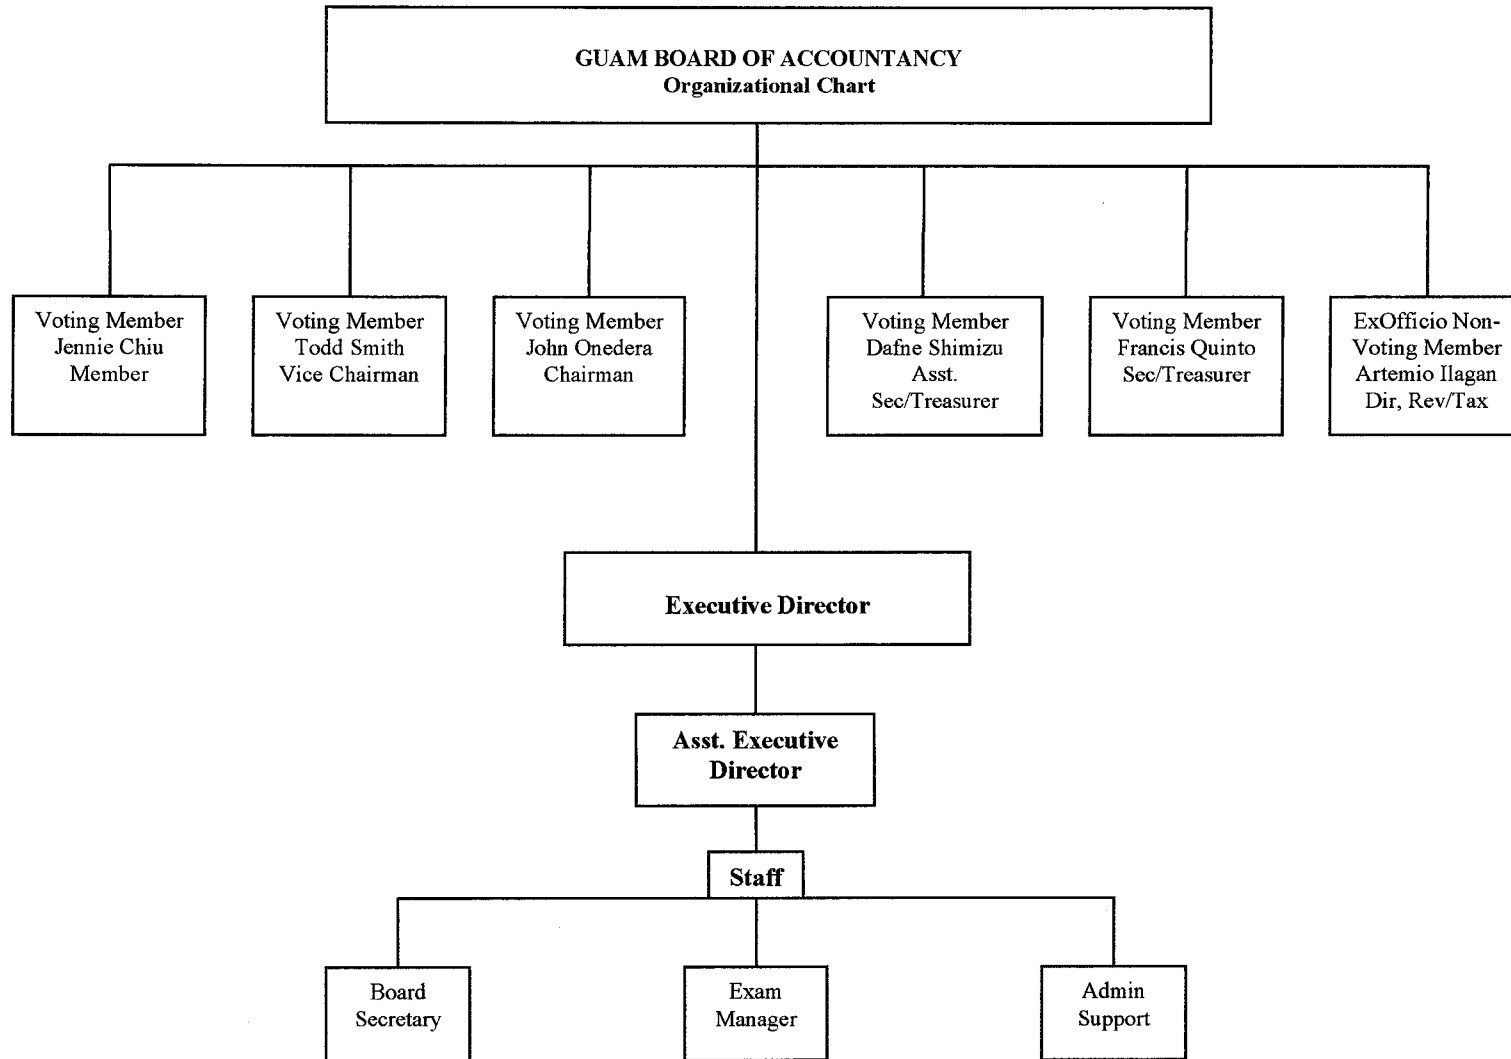 GUAM BOARD OF ACCOUNTANCY
Organizational Chart
Voting Member
Jennie Chiu
Member
Voting Member
Todd Smith
Vice Chairman
Voting Member
John Onedera
Chairman
Voting Member
Dafne Shimizu
Asst.
Sec/Treasurer
Voting Member
Francis Quinto
Sec/Treasurer
ExOfficio Non-
Voting Member
Artemio Ilagan
Dir, Rev/Tax
Executive Director
Asst. Executive
Director
Staff
Board
Secretary
Exam
Manager
Admin
Support